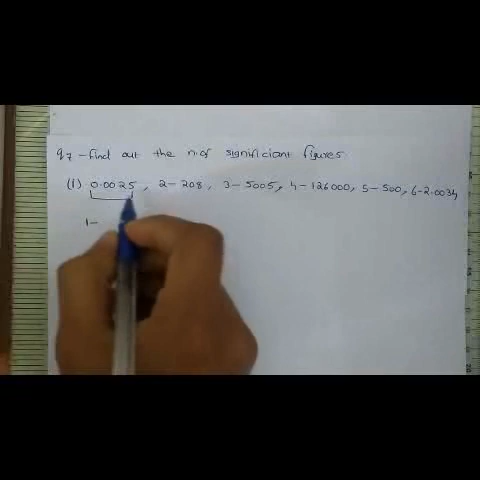 Q7 - Find out the n.of significiant figures
(1) 0.0025, 2- 208, 3- 5005, 4- 126000, 5- 500, 6- 2.0034
1-